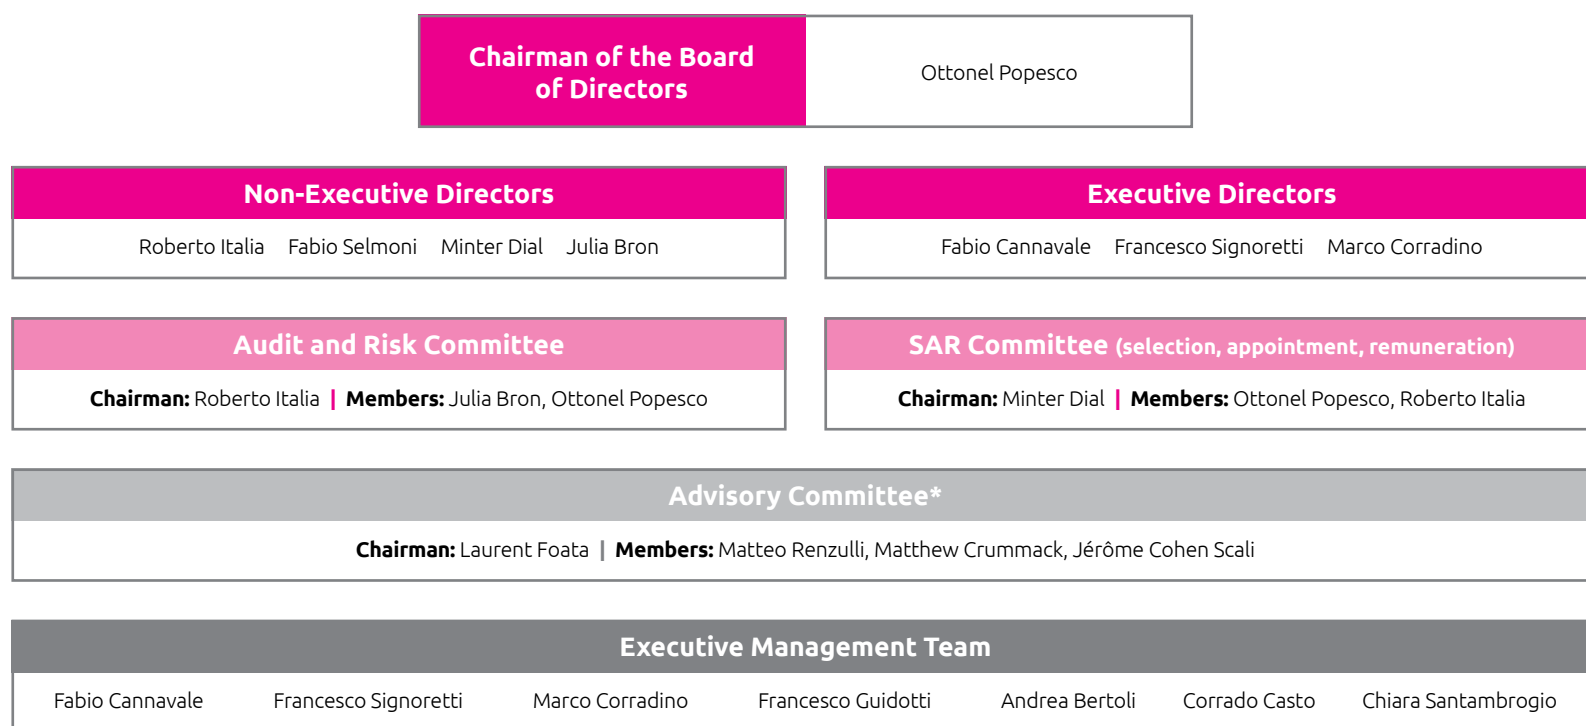 Chairman of the Board
of Directors
Ottonel Popesco
Non-Executive Directors
Roberto Italia Fabio Selmoni Minter Dial Julia Bron
Executive Directors
Fabio Cannavale Francesco Signoretti Marco Corradino
Audit and Risk Committee
Chairman: Roberto Italia | Members: Julia Bron, Ottonel Popesco
SAR Committee (selection, appointment, remuneration)
Chairman: Minter Dial | Members: Ottonel Popesco, Roberto Italia
Advisory Committee*
Chairman: Laurent Foata | Members: Matteo Renzulli, Matthew Crummack, Jérôme Cohen Scali
Executive Management Team
Fabio Cannavale Francesco Signoretti Marco Corradino Francesco Guidotti Andrea Bertoli Corrado Casto Chiara Santambrogio